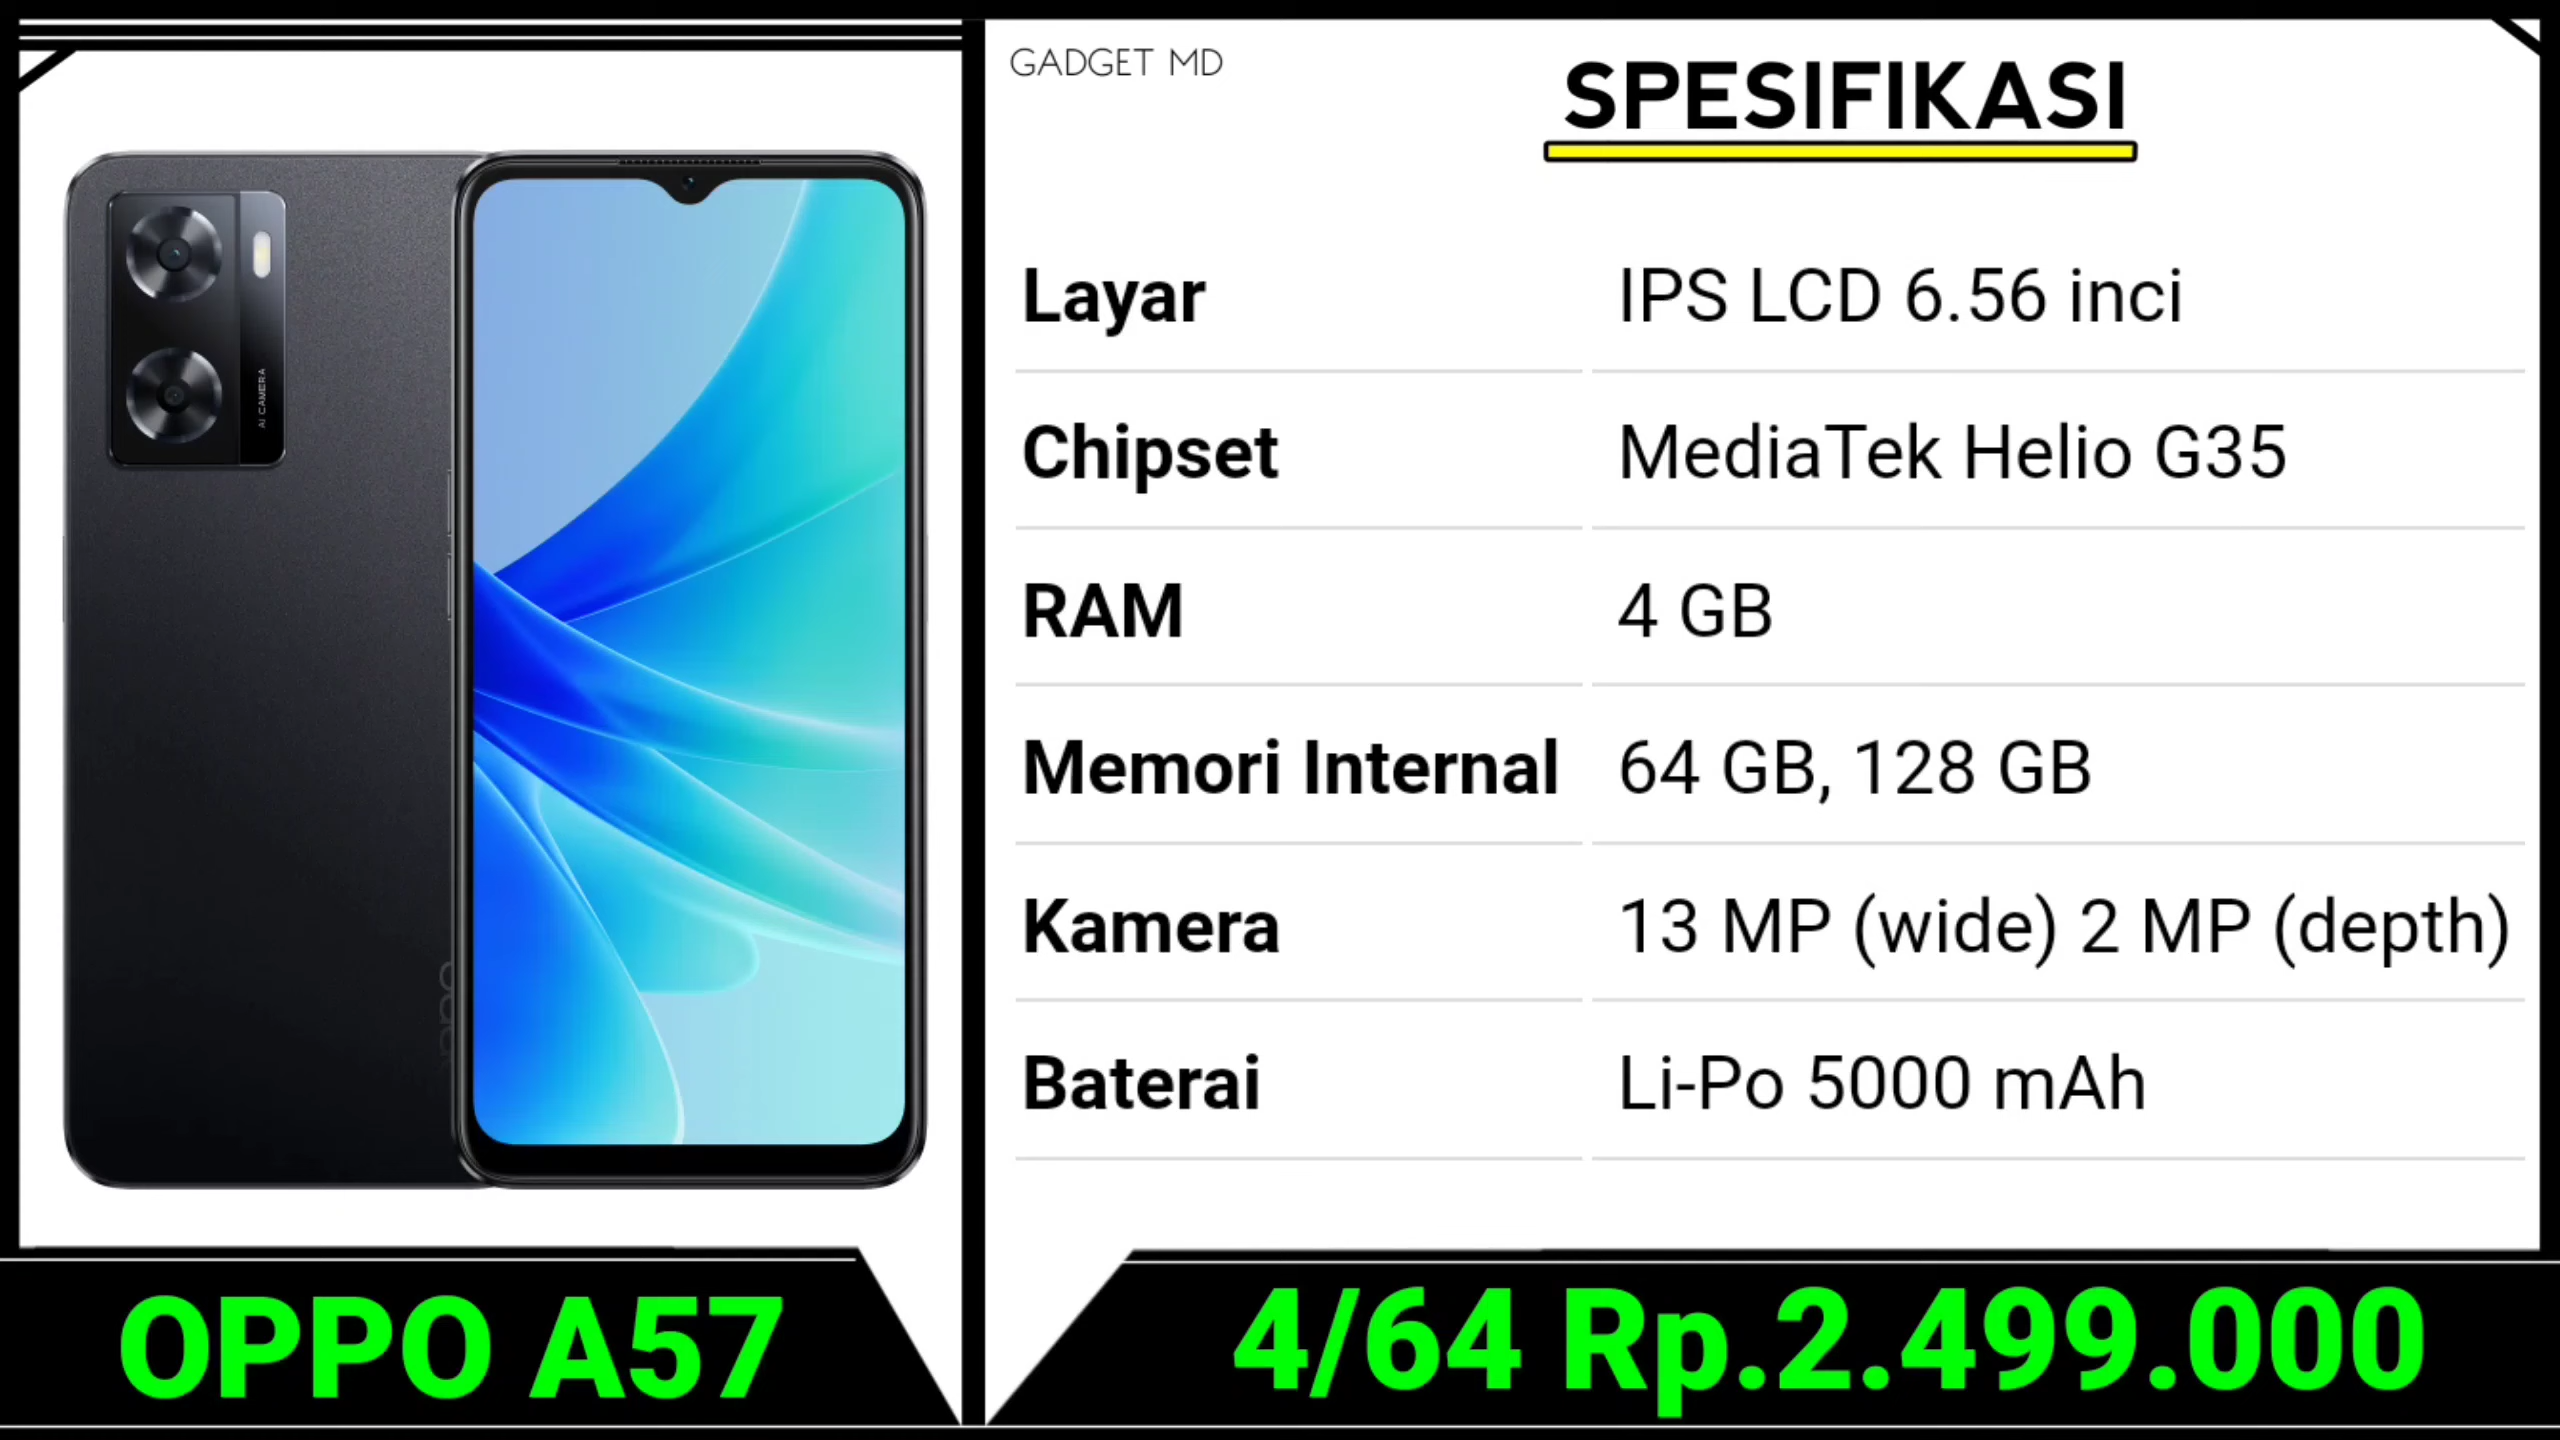 GADGET MD
SPESIFIKASI
Layar IPS LCD 6.56 inci
Chipset MediaTek Helio G35
RAM 4 GB
Memori Internal 64 GB, 128 GB
Kamera 13 MP (wide) 2 MP (depth)
Baterai Li-Po 5000 mAh
AI CAMERA
OPPO A57
4/64 Rp.2.499.000